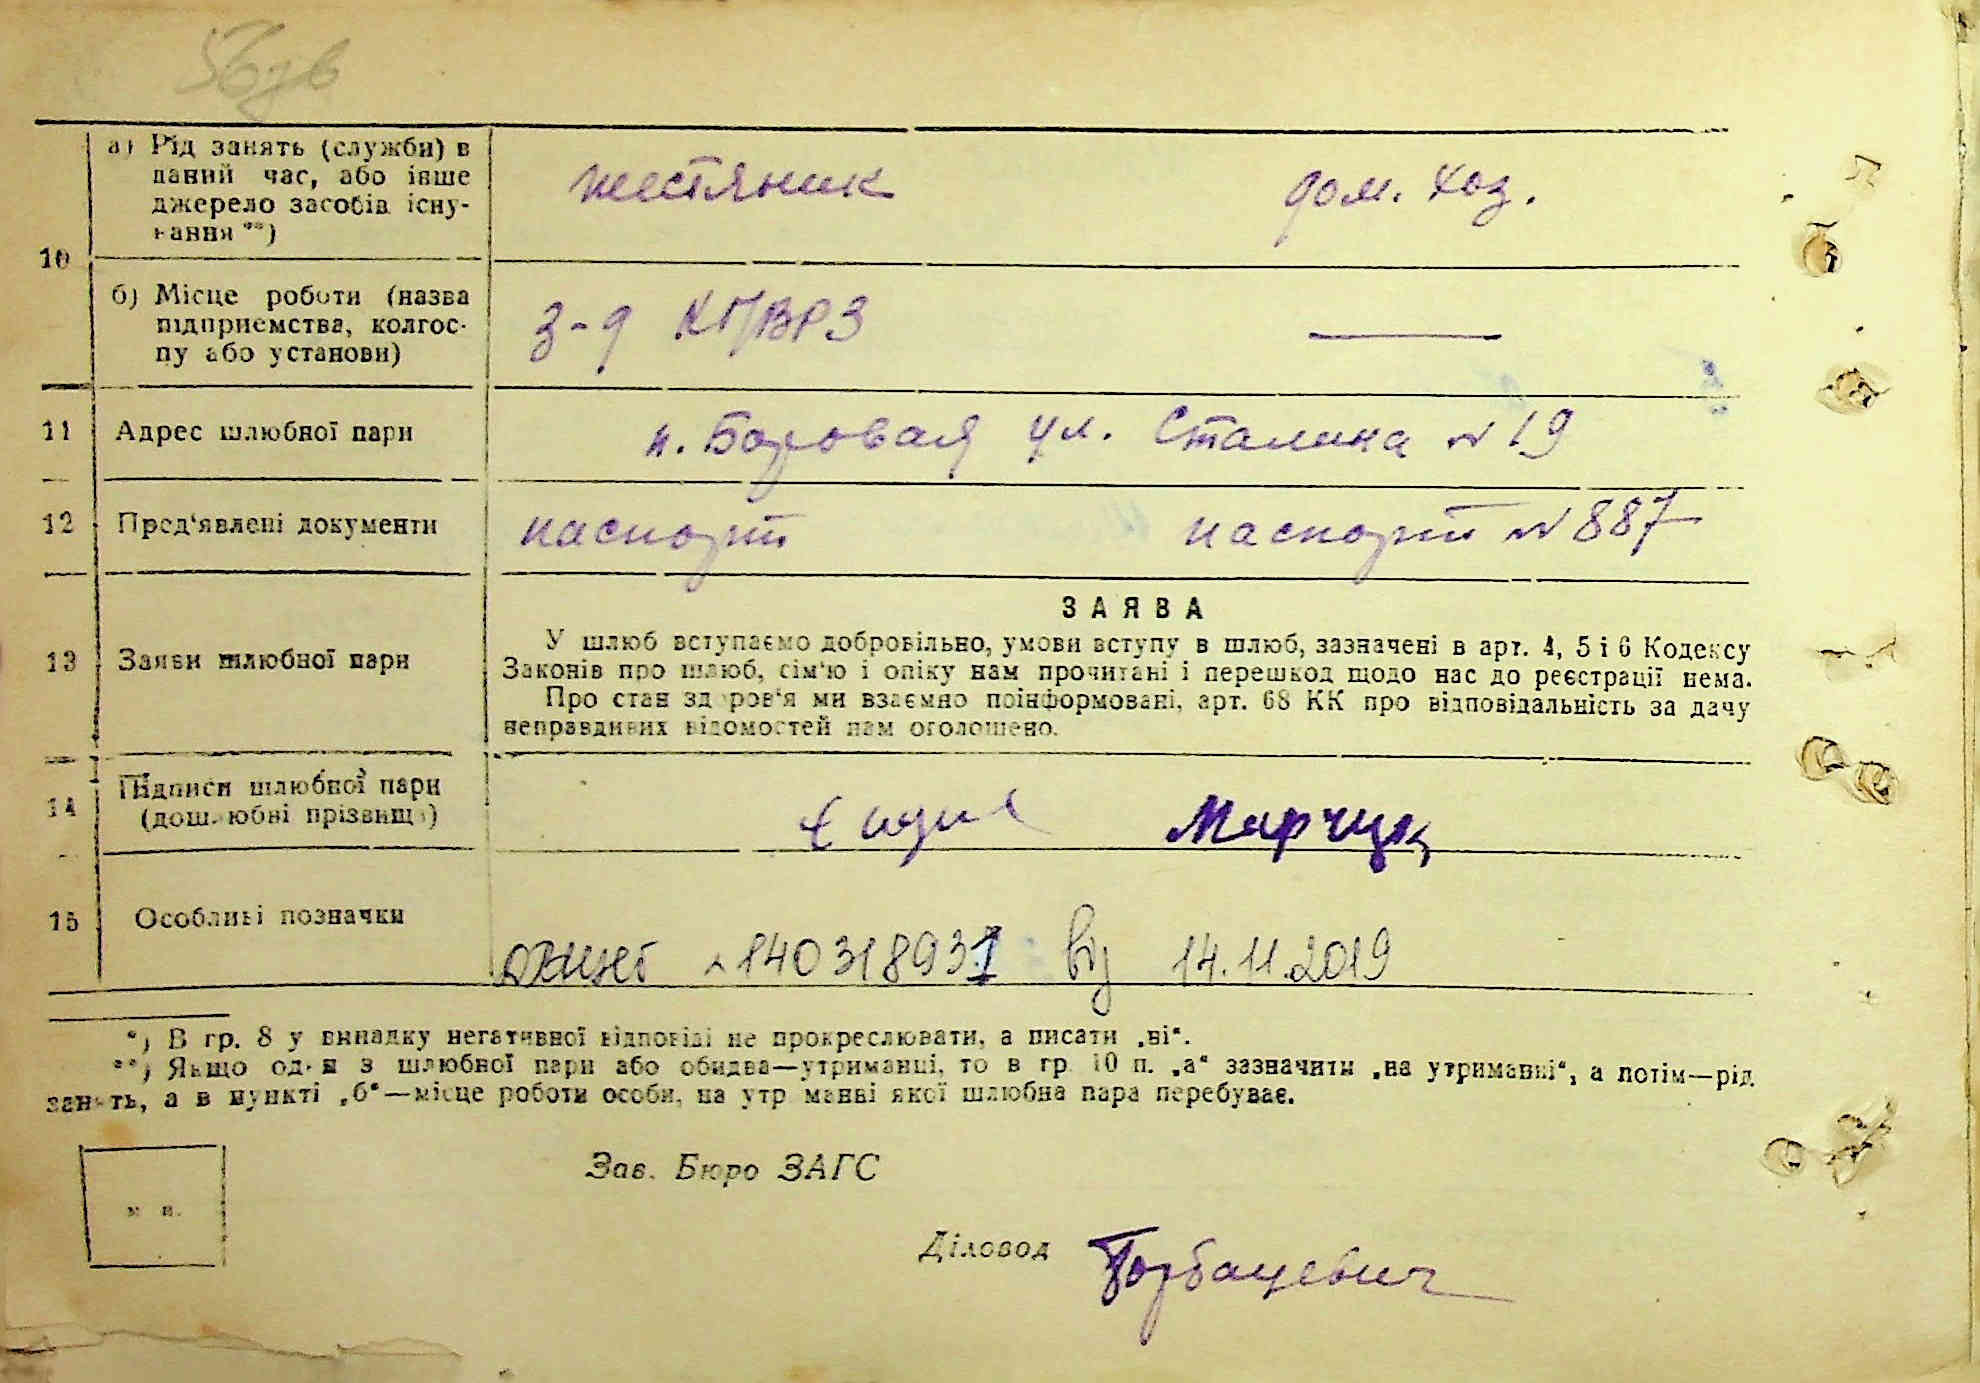 56зв
10
а) Рід занять (служби) в
даний час, або інше
джерело засобів існу-
вання **)
жестяник дом. хоз.
б) Місце роботи (назва
підприємства, колгос-
пу або установи)
З-д КПВРЗ
11 Адрес шлюбної пари
п. Боровая ул. Сталина № 19
12 Пред'явлені документи
паспорт паспорт № 887
13 Заяви шлюбної пари
ЗАЯВА
У шлюб вступаємо добровільно, умови вступу в шлюб, зазначені в арт. 4, 5 і 6 Кодексу
Законів про шлюб, сім'ю і опіку нам прочитані і перешкод щодо нас до реєстрації нема.
Про стан здоров'я ми взаємно поінформовані, арт. 68 КК про відповідальність за дачу
неправдивих відомостей нам оголошено.
14 Підписи шлюбної пари
(дошлюбні прізвища)
Марчук
15 Особливі позначки
№ 140318931 від 14.11.2019
*) В гр. 8 у випадку негативної відповіді не прокреслювати, а писати „ні“.
**) Якщо один з шлюбної пари або обидва—утриманці, то в гр. 10 п. „а“ зазначити „на утриманні“, а потім—рід
занять, а в пункті „б“—місце роботи особи, на утриманні якої шлюбна пара перебуває.
Зав. Бюро ЗАГС
м. п.
Діловод Горбацевич